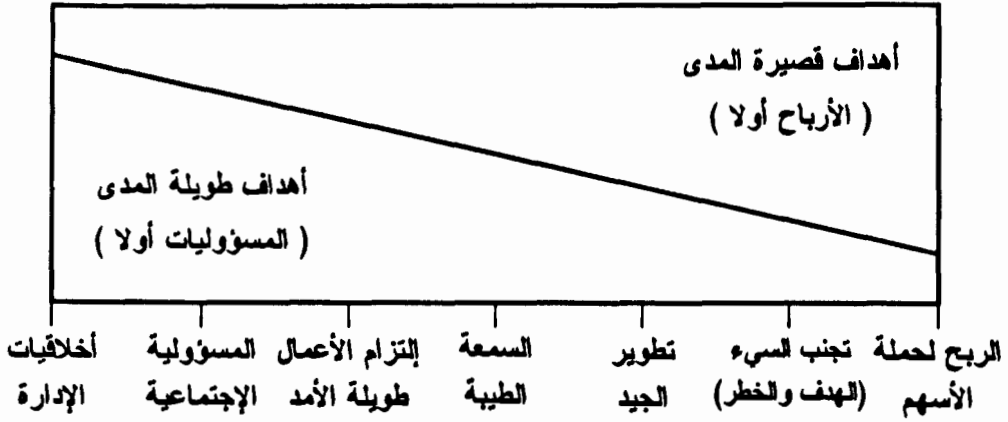 أهداف قصيرة المدى
( الأرباح أولا )
أهداف طويلة المدى
( المسؤوليات أولا )
الربح لحملة الأسهم
تجنب السيء (الهدف والخطر)
تطوير الجيد
السمعة الطيبة
إلتزام الأعمال طويلة الأمد
المسؤولية الإجتماعية
أخلاقيات الإدارة